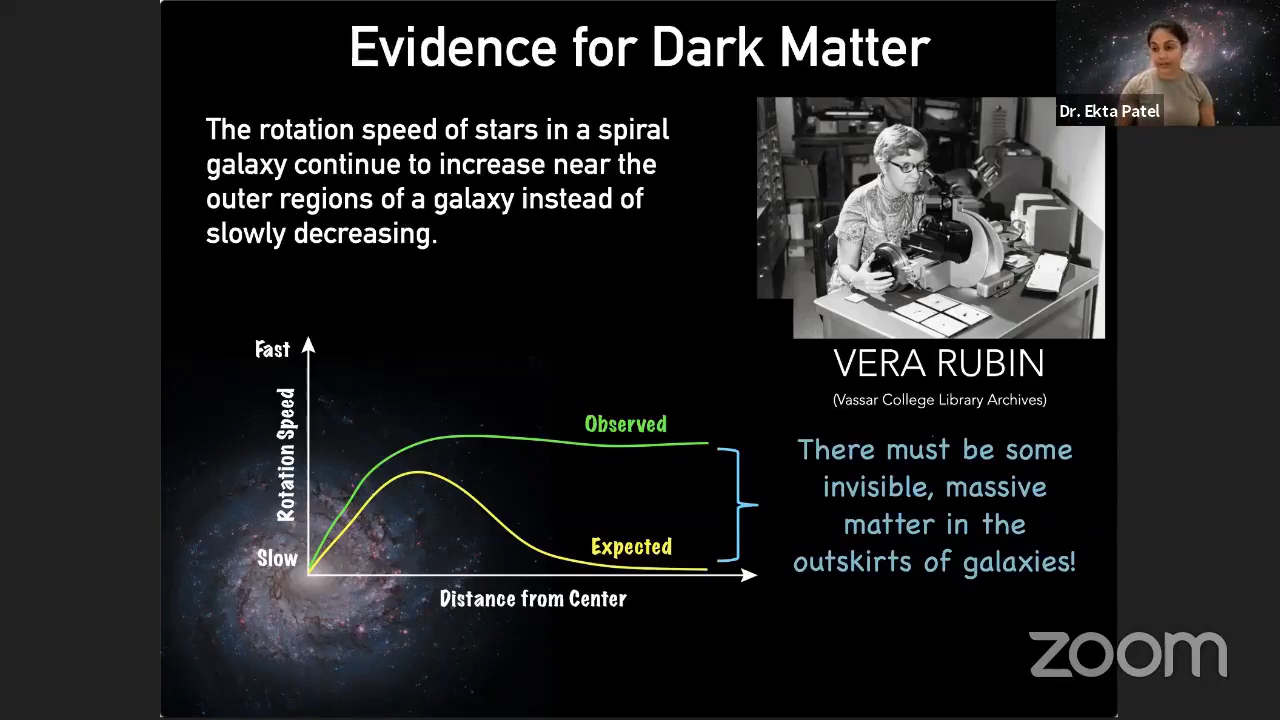 Evidence for Dark Matter
Dr. Ekta Patel
The rotation speed of stars in a spiral
galaxy continue to increase near the
outer regions of a galaxy instead of
slowly decreasing.
VERA RUBIN
(Vassar College Library Archives)
There must be some
invisible, massive
matter in the
outskirts of galaxies!
Fast
Rotation Speed
Slow
Observed
Expected
Distance from Center
zoom